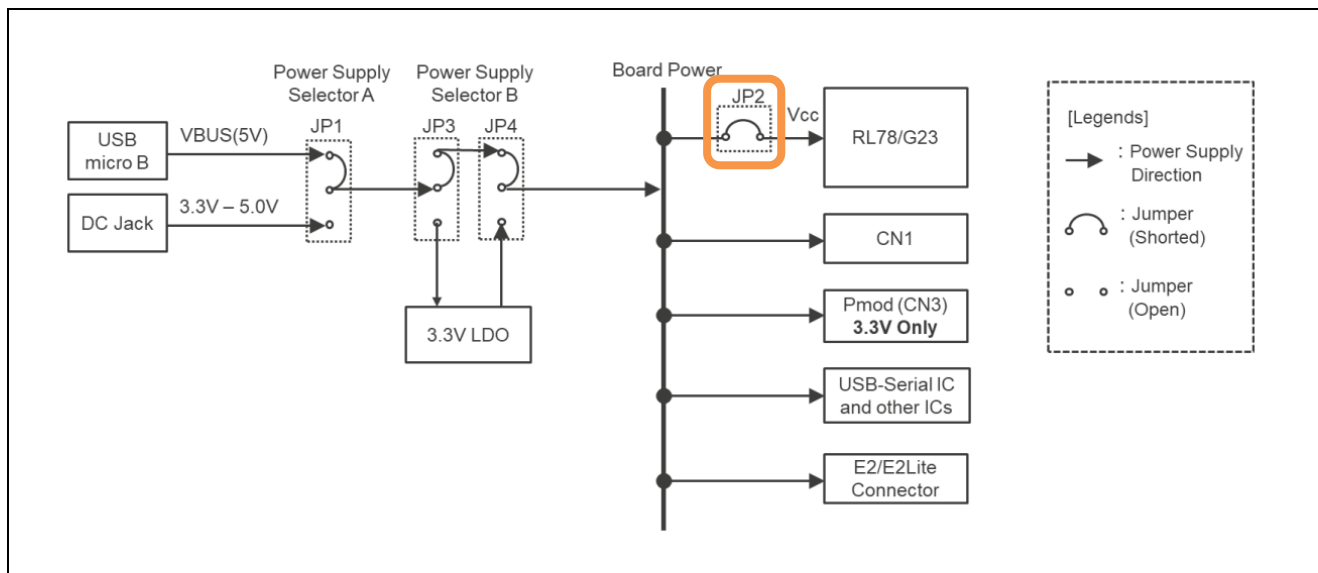 Power Supply
Selector A
JP1
Power Supply
Selector B
JP3
JP4
Board Power
JP2
Vcc
RL78/G23
USB
micro B
VBUS(5V)
DC Jack
3.3V – 5.0V
3.3V LDO
CN1
Pmod (CN3)
3.3V Only
USB-Serial IC
and other ICs
E2/E2Lite
Connector
[Legends]
: Power Supply
Direction
: Jumper
(Shorted)
: Jumper
(Open)